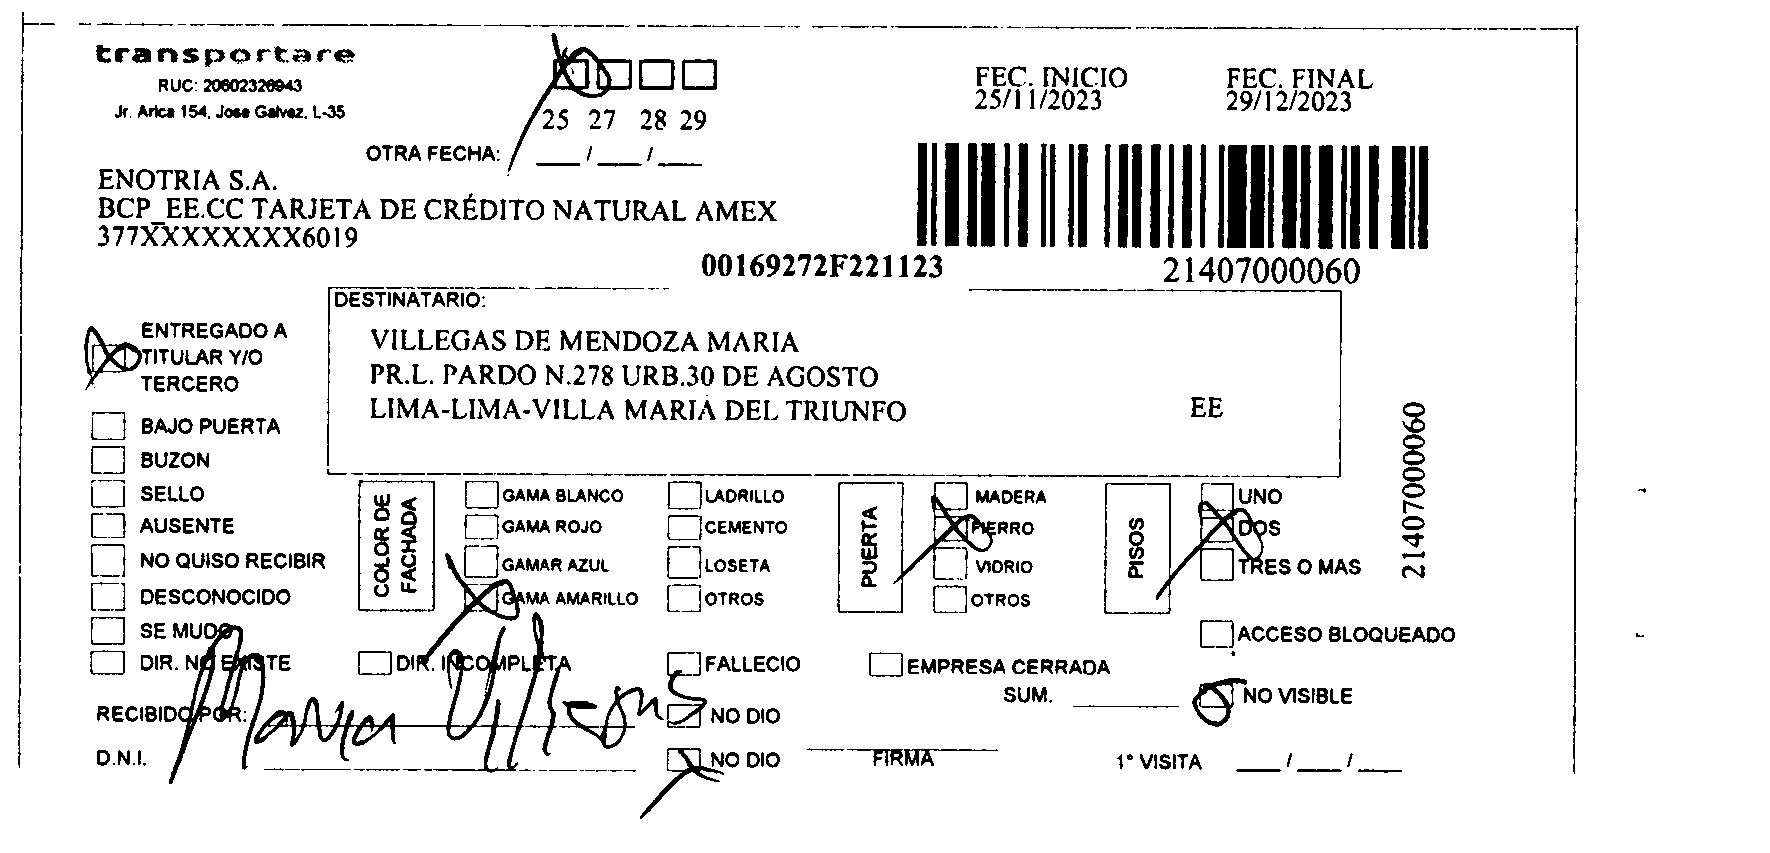 transportare
RUC: 20602326943
Jr. Arica 154, Jose Galvez, L-35
25 27 28 29
OTRA FECHA: ___ / ___ / ___
FEC. INICIO
25/11/2023
FEC. FINAL
29/12/2023
ENOTRIA S.A.
BCP_EE.CC TARJETA DE CRÉDITO NATURAL AMEX
377XXXXXXXXX6019
00169272F221123
21407000060
DESTINATARIO:
VILLEGAS DE MENDOZA MARIA
PR.L. PARDO N.278 URB.30 DE AGOSTO
LIMA-LIMA-VILLA MARIA DEL TRIUNFO EE
21407000060
ENTREGADO A
TITULAR Y/O
TERCERO
BAJO PUERTA
BUZON
SELLO
AUSENTE
NO QUISO RECIBIR
DESCONOCIDO
SE MUDO
DIR. NO EXISTE
COLOR DE
FACHADA
GAMA BLANCO
GAMA ROJO
GAMAR AZUL
GAMA AMARILLO
LADRILLO
CEMENTO
LOSETA
OTROS
PUERTA
MADERA
FIERRO
VIDRIO
OTROS
PISOS
UNO
DOS
TRES O MAS
ACCESO BLOQUEADO
DIR. INCOMPLETA
FALLECIO
EMPRESA CERRADA
SUM. ________
NO VISIBLE
RECIBIDO POR: Maria Villegas
NO DIO
D.N.I.
NO DIO
FIRMA
1° VISITA ___ / ___ / ___